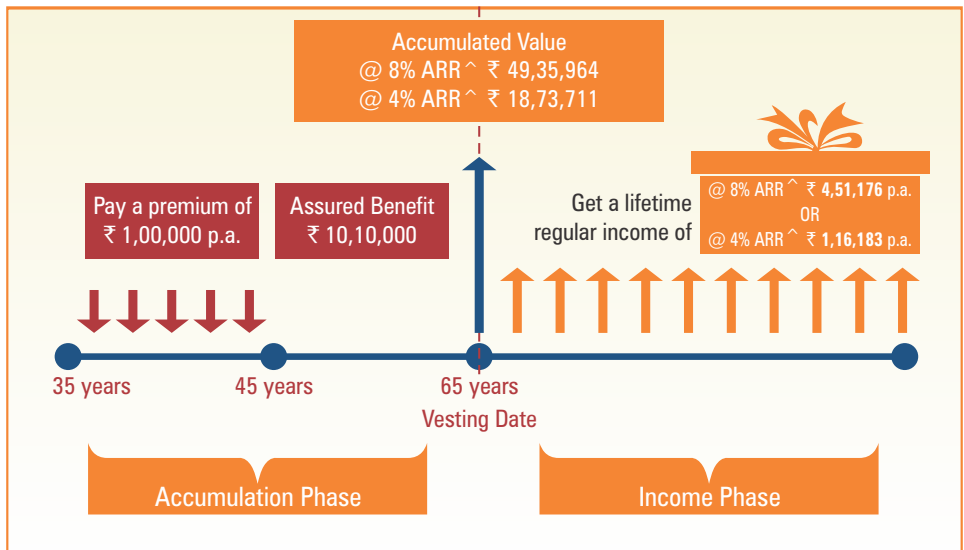 Accumulated Value
@ 8% ARR^ ₹ 49,35,964
@ 4% ARR^ ₹ 18,73,711
Pay a premium of
₹ 1,00,000 p.a.
Assured Benefit
₹ 10,10,000
Get a lifetime
regular income of
@ 8% ARR^ ₹ 4,51,176 p.a.
OR
@ 4% ARR^ ₹ 1,16,183 p.a.
35 years
45 years
65 years
Vesting Date
Accumulation Phase
Income Phase